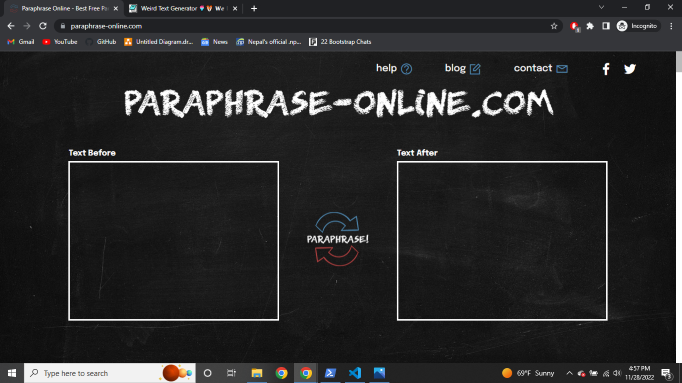 Paraphrase Online - Best Free Pa
Weird Text Generator
We
paraphrase-online.com
Incognito
Gmail
YouTube
GitHub
Untitled Diagram.dr...
News
Nepal's official .np...
22 Bootstrap Chats
help
blog
contact
PARAPHRASE-ONLINE.COM
Text Before
Text After
PARAPHRASE!
Type here to search
69°F Sunny
4:57 PM
11/28/2022
3